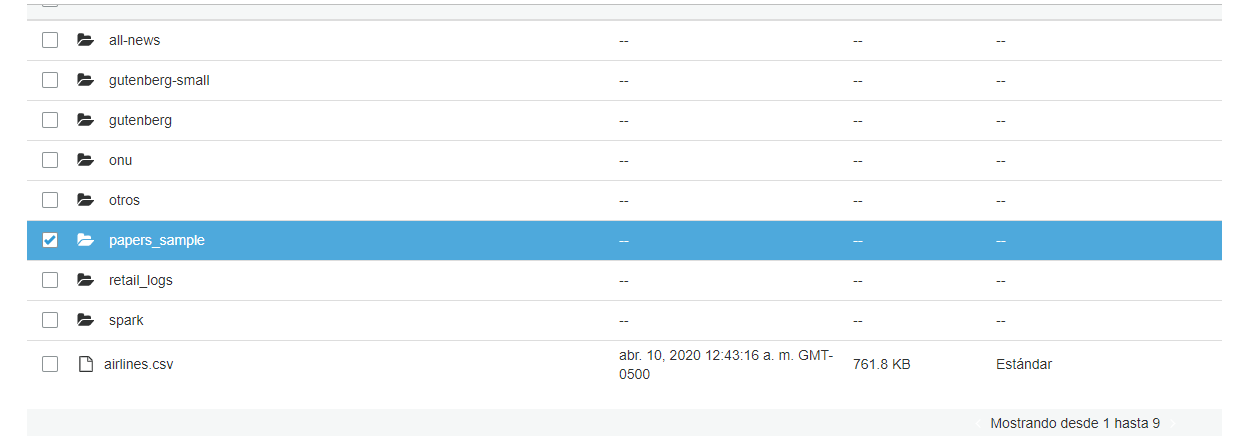 all-news -- -- --
gutenberg-small -- -- --
gutenberg -- -- --
onu -- -- --
otros -- -- --
papers_sample -- -- --
retail_logs -- -- --
spark -- -- --
airlines.csv abr. 10, 2020 12:43:16 a. m. GMT- 761.8 KB Estándar
0500
Mostrando desde 1 hasta 9